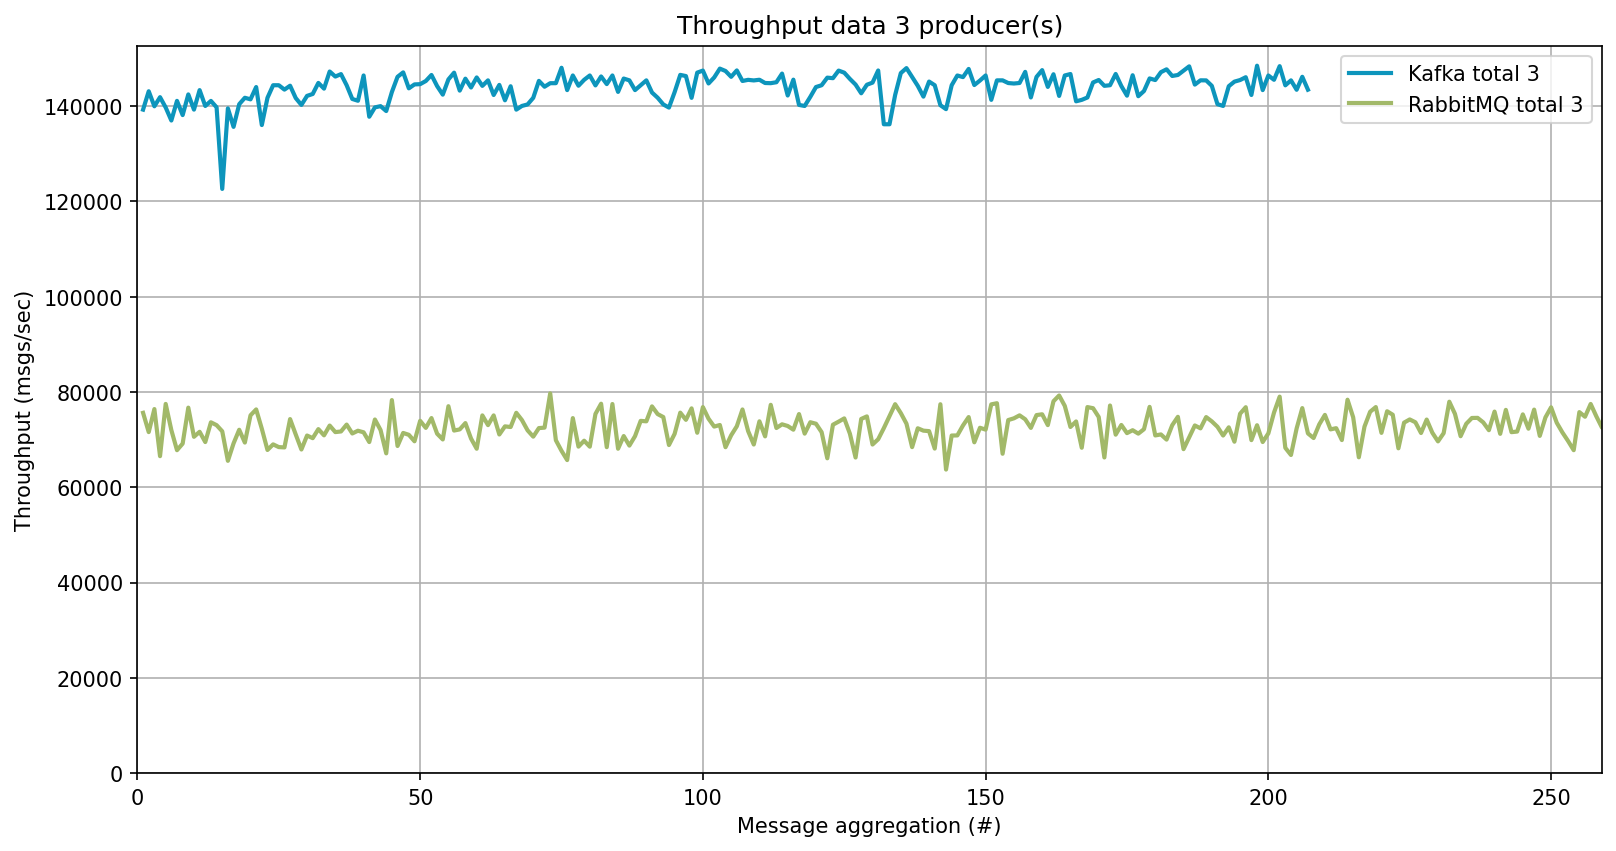 Throughput data 3 producer(s)
Kafka total 3
RabbitMQ total 3
Throughput (msgs/sec)
140000
120000
100000
80000
60000
40000
20000
0
0 50 100 150 200 250
Message aggregation (#)